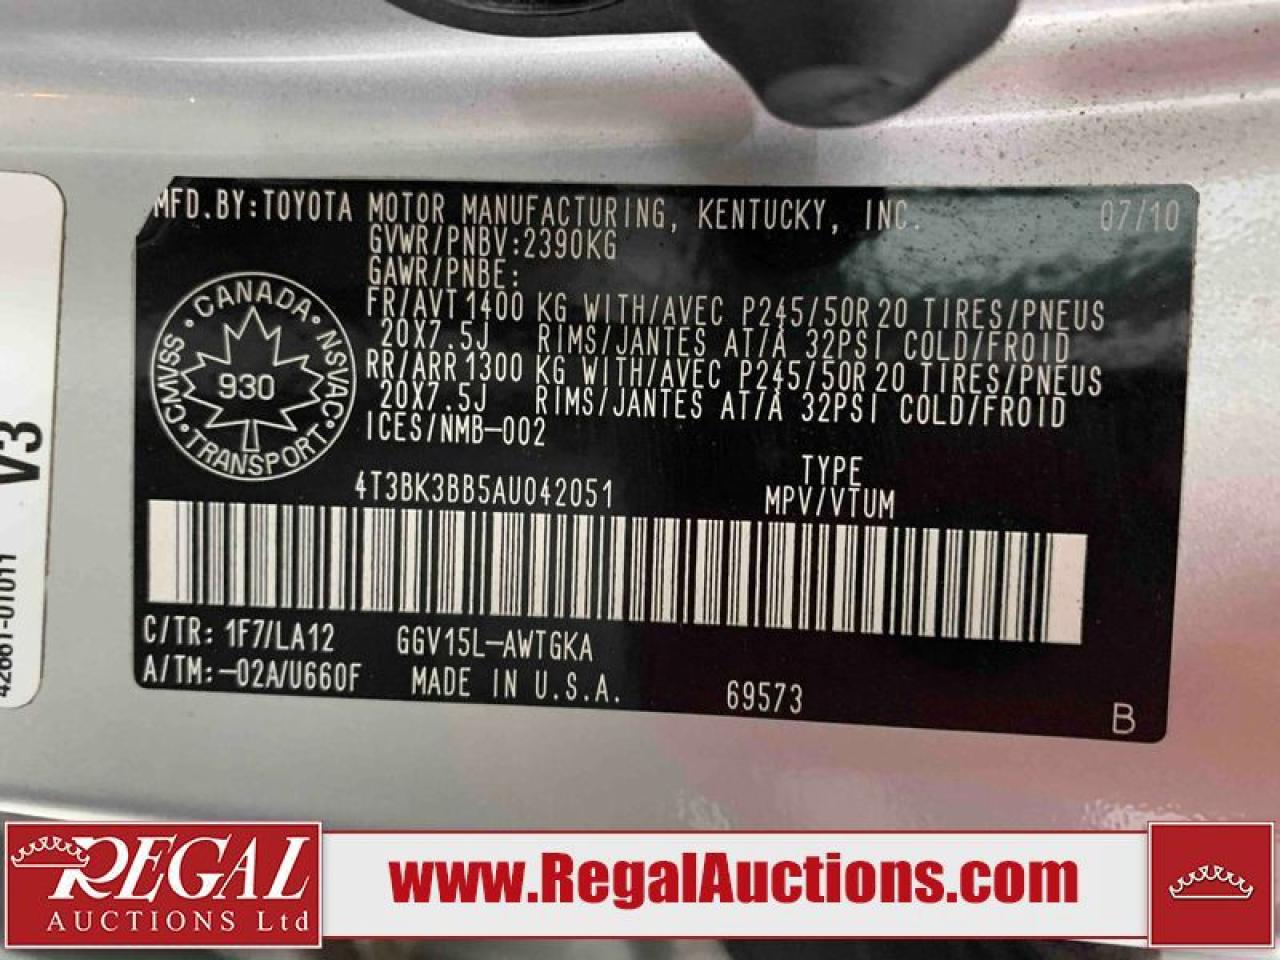 MFD.BY:TOYOTA MOTOR MANUFACTURING, KENTUCKY, INC. 07/10
GVWR/PNBV:2390KG
GAWR/PNBE:
FR/AVT 1400 KG WITH/AVEC P245/50R20 TIRES/PNEUS
20X7.5J RIMS/JANTES AT/À 32PSI COLD/FROID
RR/ARR 1300 KG WITH/AVEC P245/50R20 TIRES/PNEUS
20X7.5J RIMS/JANTES AT/À 32PSI COLD/FROID
ICES/NMB-002
CANADA • NSVAC • TRANSPORT • CMVSS •
930
4T3BK3BB5AU042051
TYPE
MPV/VTUM
C/TR: 1F7/LA12 GGV15L-AWTGKA
A/TM:-02A/U660F MADE IN U.S.A. 69573
B
V3
42661-0T011
REGAL
AUCTIONS Ltd
www.RegalAuctions.com